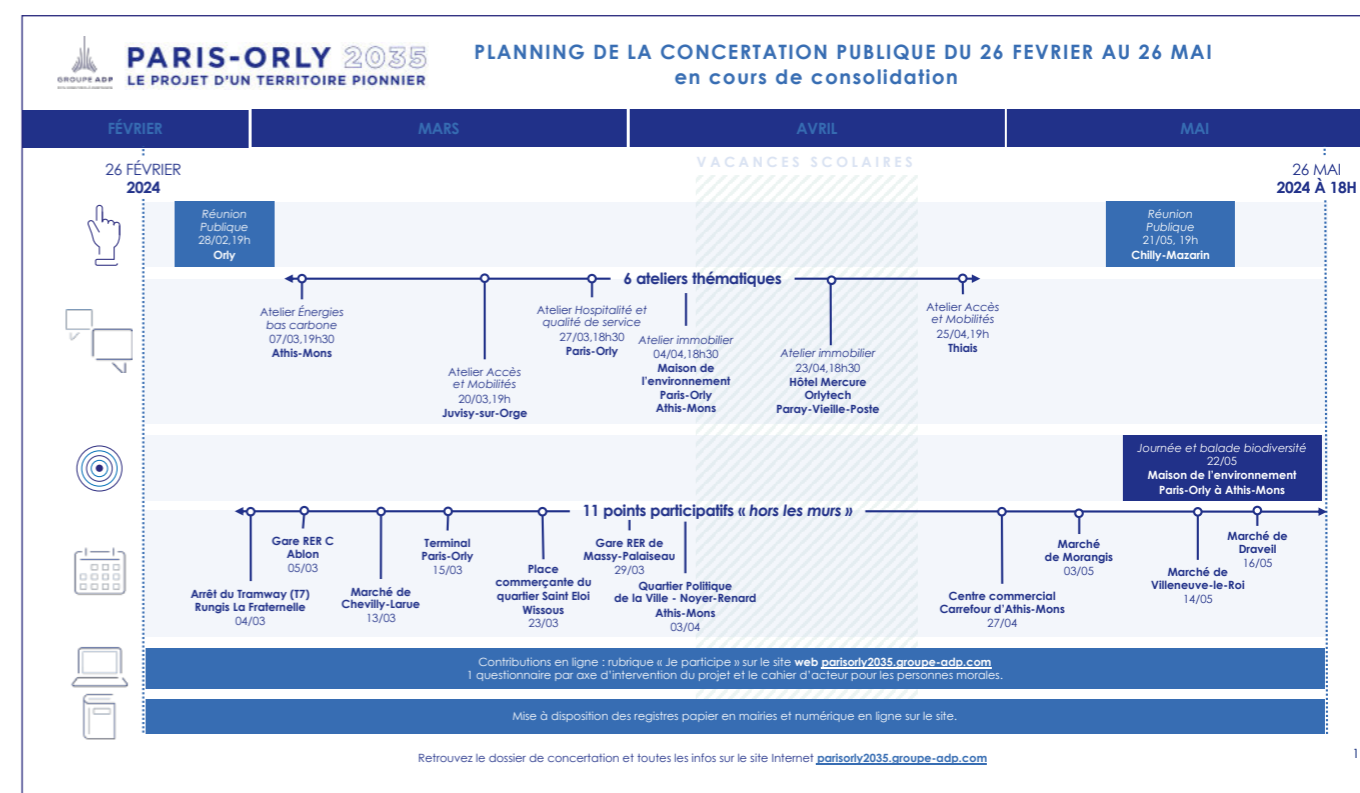 GROUPE ADP
PARIS-ORLY 2035
LE PROJET D'UN TERRITOIRE PIONNIER
PLANNING DE LA CONCERTATION PUBLIQUE DU 26 FEVRIER AU 26 MAI
en cours de consolidation
FÉVRIER
MARS
AVRIL
MAI
26 FÉVRIER
2024
VACANCES SCOLAIRES
26 MAI
2024 À 18H
Réunion
Publique
28/02,19h
Orly
Réunion
Publique
21/05, 19h
Chilly-Mazarin
6 ateliers thématiques
Atelier Énergies
bas carbone
07/03,19h30
Athis-Mons
Atelier Accès
et Mobilités
20/03,19h
Juvisy-sur-Orge
Atelier Hospitalité et
qualité de service
27/03,18h30
Paris-Orly
Atelier immobilier
04/04,18h30
Maison de
l'environnement
Paris-Orly
Athis-Mons
Atelier immobilier
23/04,18h30
Hôtel Mercure
Orlytech
Paray-Vieille-Poste
Atelier Accès
et Mobilités
25/04,19h
Thiais
Journée et balade biodiversité
22/05
Maison de l'environnement
Paris-Orly à Athis-Mons
11 points participatifs « hors les murs »
Arrêt du Tramway (T7)
Rungis La Fraternelle
04/03
Gare RER C
Ablon
05/03
Marché de
Chevilly-Larue
13/03
Terminal
Paris-Orly
15/03
Place
commerçante du
quartier Saint Eloi
Wissous
23/03
Gare RER de
Massy-Palaiseau
29/03
Quartier Politique
de la Ville - Noyer-Renard
Athis-Mons
03/04
Centre commercial
Carrefour d'Athis-Mons
27/04
Marché
de Morangis
03/05
Marché de
Villeneuve-le-Roi
14/05
Marché de
Draveil
16/05
Contributions en ligne : rubrique « Je participe » sur le site web parisorly2035.groupe-adp.com
1 questionnaire par axe d'intervention du projet et le cahier d'acteur pour les personnes morales.
Mise à disposition des registres papier en mairies et numérique en ligne sur le site.
Retrouvez le dossier de concertation et toutes les infos sur le site Internet parisorly2035.groupe-adp.com
1